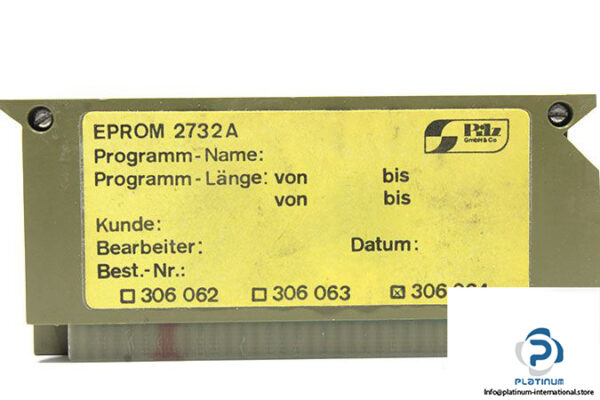 EPROM 2732A
Pilz
GmbH & Co
Programm-Name:
Programm-Länge: von bis
von bis
Kunde:
Bearbeiter: Datum:
Best.-Nr.:
☐ 306 062 ☐ 306 063 ☒ 306
PLATINUM
Info@platinum-international.store